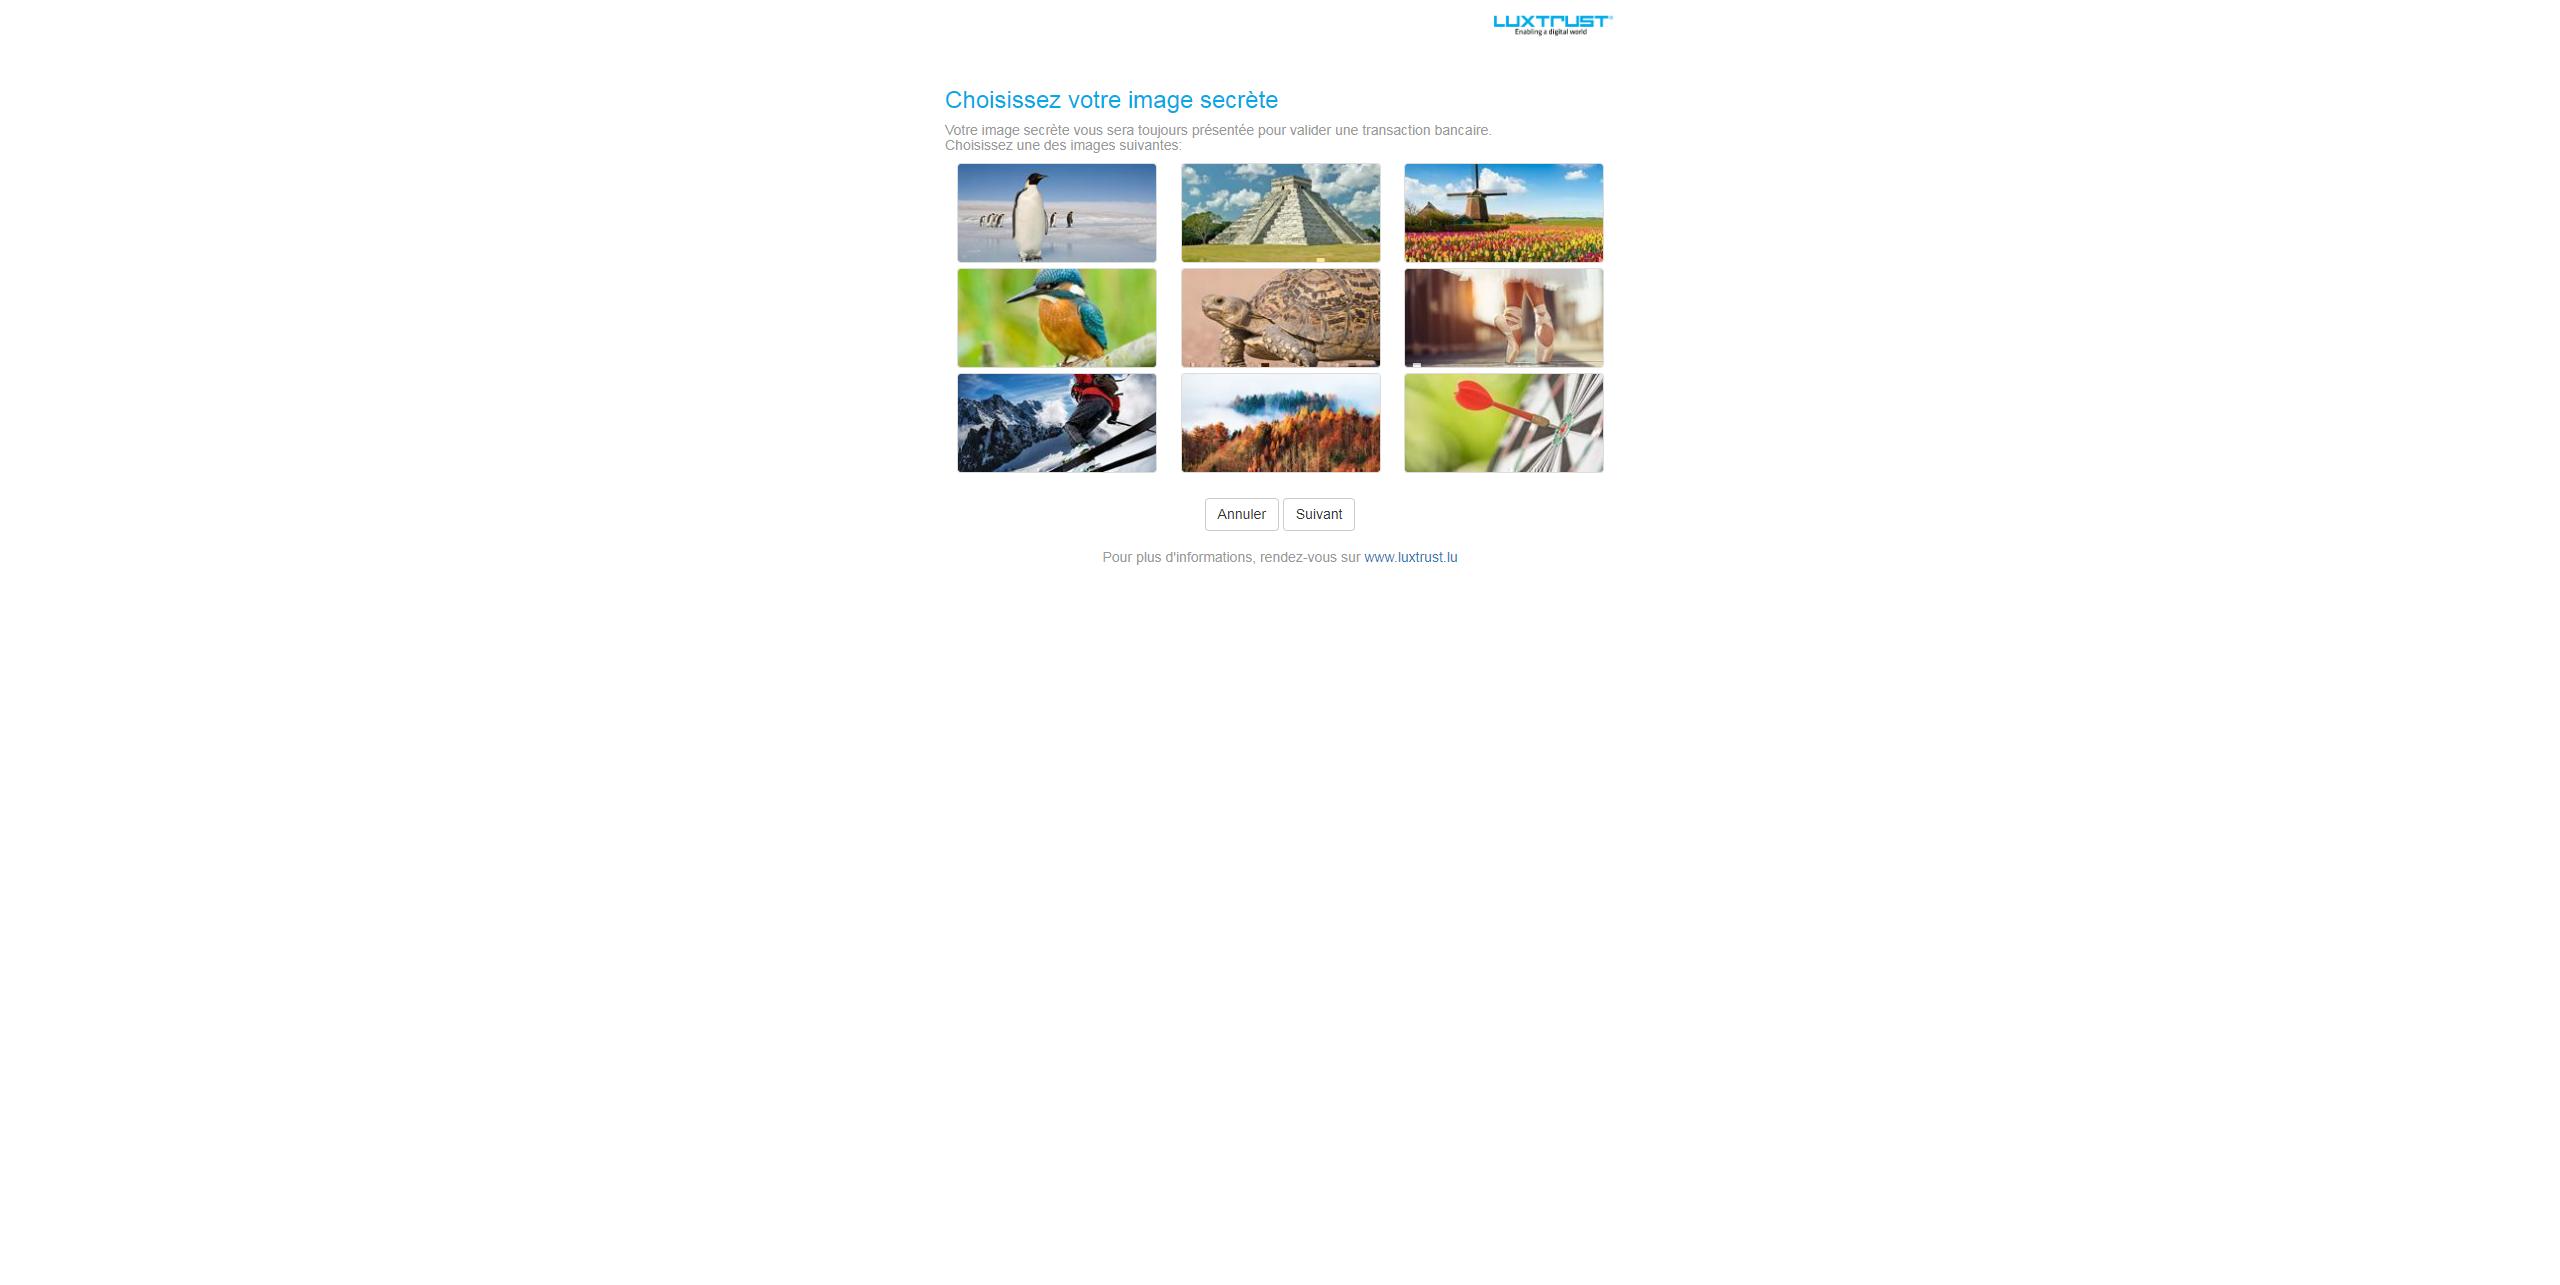 LUXTRUST
Enabling a digital world
Choisissez votre image secrète
Votre image secrète vous sera toujours présentée pour valider une transaction bancaire.
Choisissez une des images suivantes:
Annuler
Suivant
Pour plus d'informations, rendez-vous sur www.luxtrust.lu